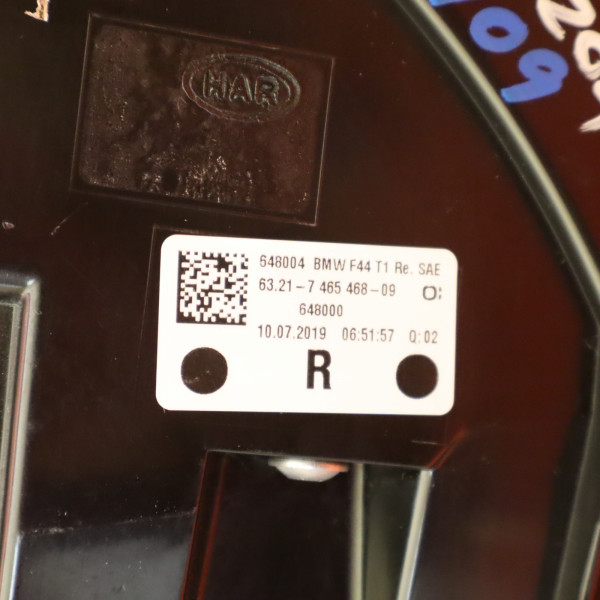 HAR
09
648004 BMW F44 T1 Re. SAE
63.21-7 465 468-09
648000
10.07.2019 06:51:57 Q:02
R